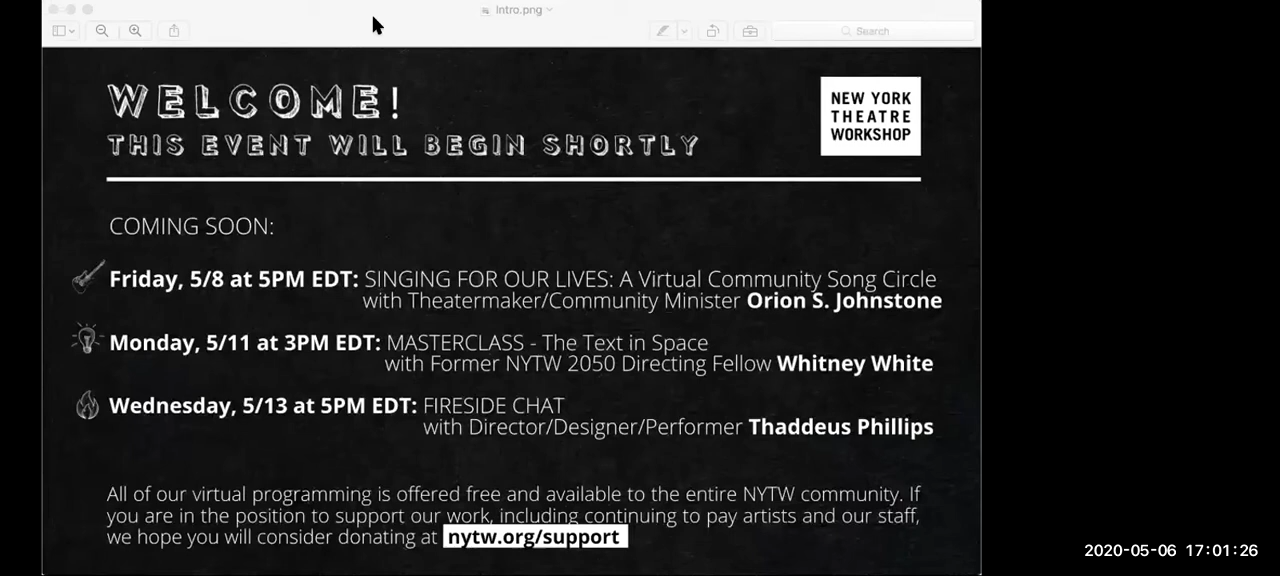 Intro.png
Search
WELCOME!
THIS EVENT WILL BEGIN SHORTLY
NEW YORK
THEATRE
WORKSHOP
COMING SOON:
Friday, 5/8 at 5PM EDT: SINGING FOR OUR LIVES: A Virtual Community Song Circle
with Theatermaker/Community Minister Orion S. Johnstone
Monday, 5/11 at 3PM EDT: MASTERCLASS - The Text in Space
with Former NYTW 2050 Directing Fellow Whitney White
Wednesday, 5/13 at 5PM EDT: FIRESIDE CHAT
with Director/Designer/Performer Thaddeus Phillips
All of our virtual programming is offered free and available to the entire NYTW community. If
you are in the position to support our work, including continuing to pay artists and our staff,
we hope you will consider donating at nytw.org/support
2020-05-06 17:01:26